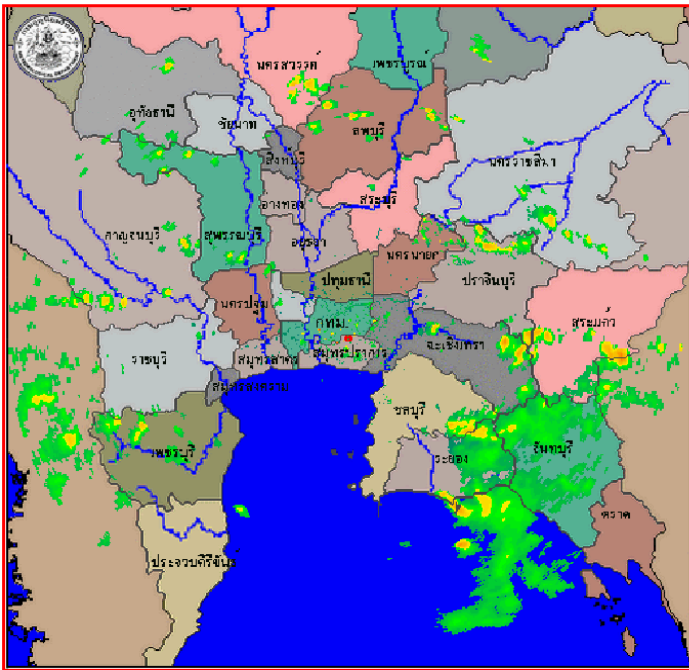 นครสวรรค์
เพชรบูรณ์
อุทัยธานี
ชัยนาท
ลพบุรี
สิงห์บุรี
นครราชสีมา
อ่างทอง
สระบุรี
กาญจนบุรี
สุพรรณบุรี
อยุธยา
นครนายก
ปราจีนบุรี
ปทุมธานี
นครปฐม
สระแก้ว
กทม.
ราชบุรี
สมุทรสาคร
สมุทรปราการ
ฉะเชิงเทรา
สมุทรสงคราม
ชลบุรี
เพชรบุรี
ระยอง
จันทบุรี
ตราด
ประจวบคีรีขันธ์